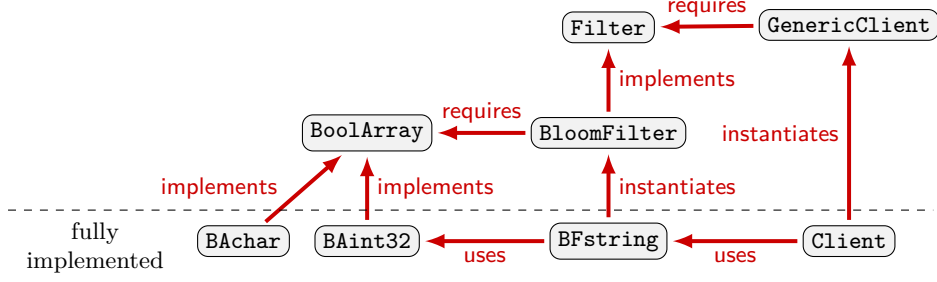 requires
Filter
GenericClient
implements
requires
BoolArray
BloomFilter
instantiates
implements
implements
instantiates
fully
implemented
BAchar
BAint32
BFstring
Client
uses
uses